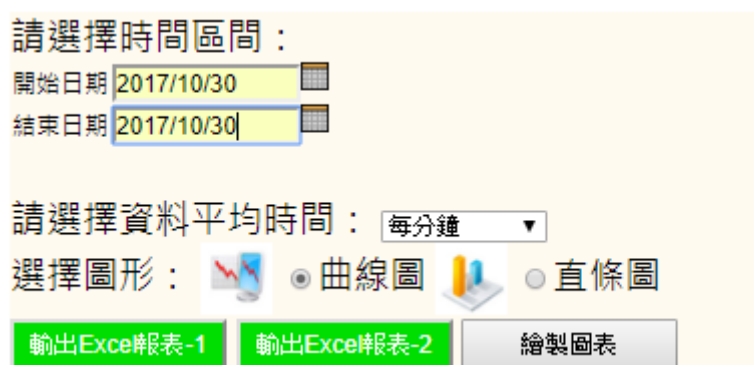 請選擇時間區間：
開始日期 2017/10/30
結束日期 2017/10/30
請選擇資料平均時間： 每分鐘
選擇圖形： 曲線圖 直條圖
輸出Excel報表-1 輸出Excel報表-2 繪製圖表